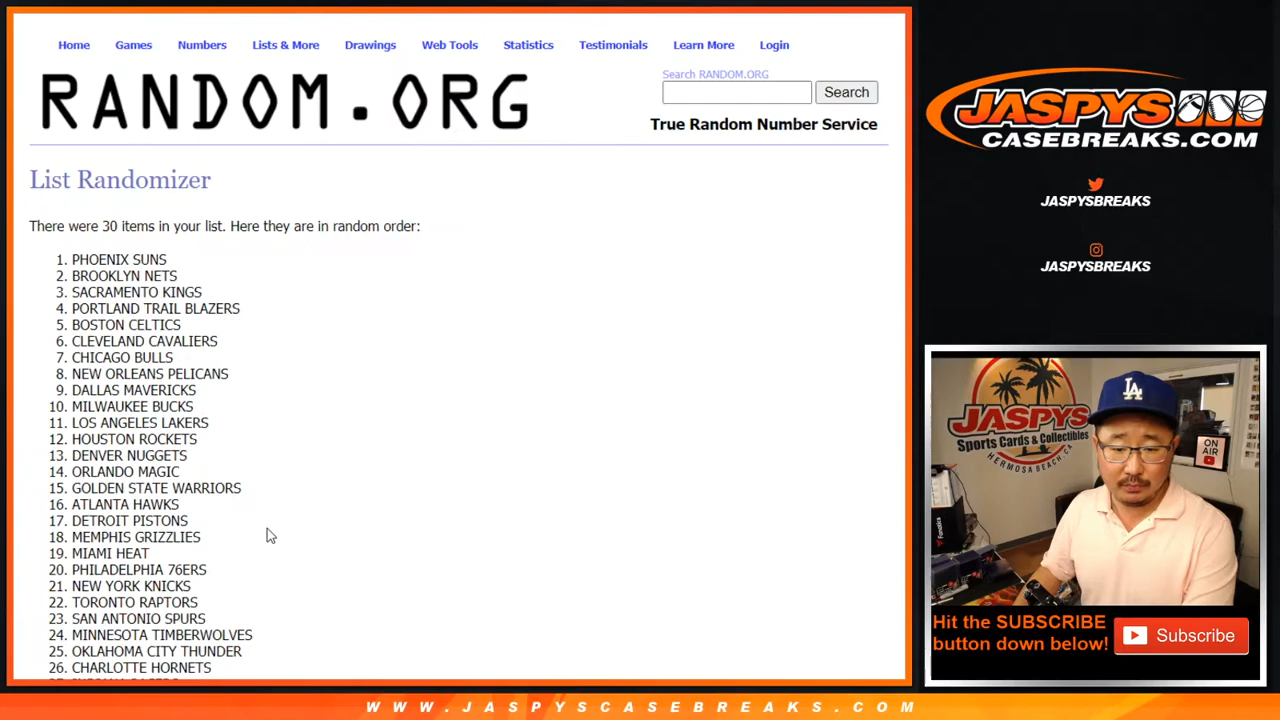 Home Games Numbers Lists & More Drawings Web Tools Statistics Testimonials Learn More Login
RANDOM.ORG
Search RANDOM.ORG
Search
True Random Number Service
List Randomizer
There were 30 items in your list. Here they are in random order:
1. PHOENIX SUNS
2. BROOKLYN NETS
3. SACRAMENTO KINGS
4. PORTLAND TRAIL BLAZERS
5. BOSTON CELTICS
6. CLEVELAND CAVALIERS
7. CHICAGO BULLS
8. NEW ORLEANS PELICANS
9. DALLAS MAVERICKS
10. MILWAUKEE BUCKS
11. LOS ANGELES LAKERS
12. HOUSTON ROCKETS
13. DENVER NUGGETS
14. ORLANDO MAGIC
15. GOLDEN STATE WARRIORS
16. ATLANTA HAWKS
17. DETROIT PISTONS
18. MEMPHIS GRIZZLIES
19. MIAMI HEAT
20. PHILADELPHIA 76ERS
21. NEW YORK KNICKS
22. TORONTO RAPTORS
23. SAN ANTONIO SPURS
24. MINNESOTA TIMBERWOLVES
25. OKLAHOMA CITY THUNDER
26. CHARLOTTE HORNETS
JASPYS
CASEBREAKS.COM
JASPYSBREAKS
JASPYSBREAKS
JASPYS
Sports Cards & Collectibles
HERMOSA BEACH, CA
LA
ON
AIR
Fanatics
Hit the SUBSCRIBE
button down below!
Subscribe
WWW.JASPYSCASEBREAKS.COM